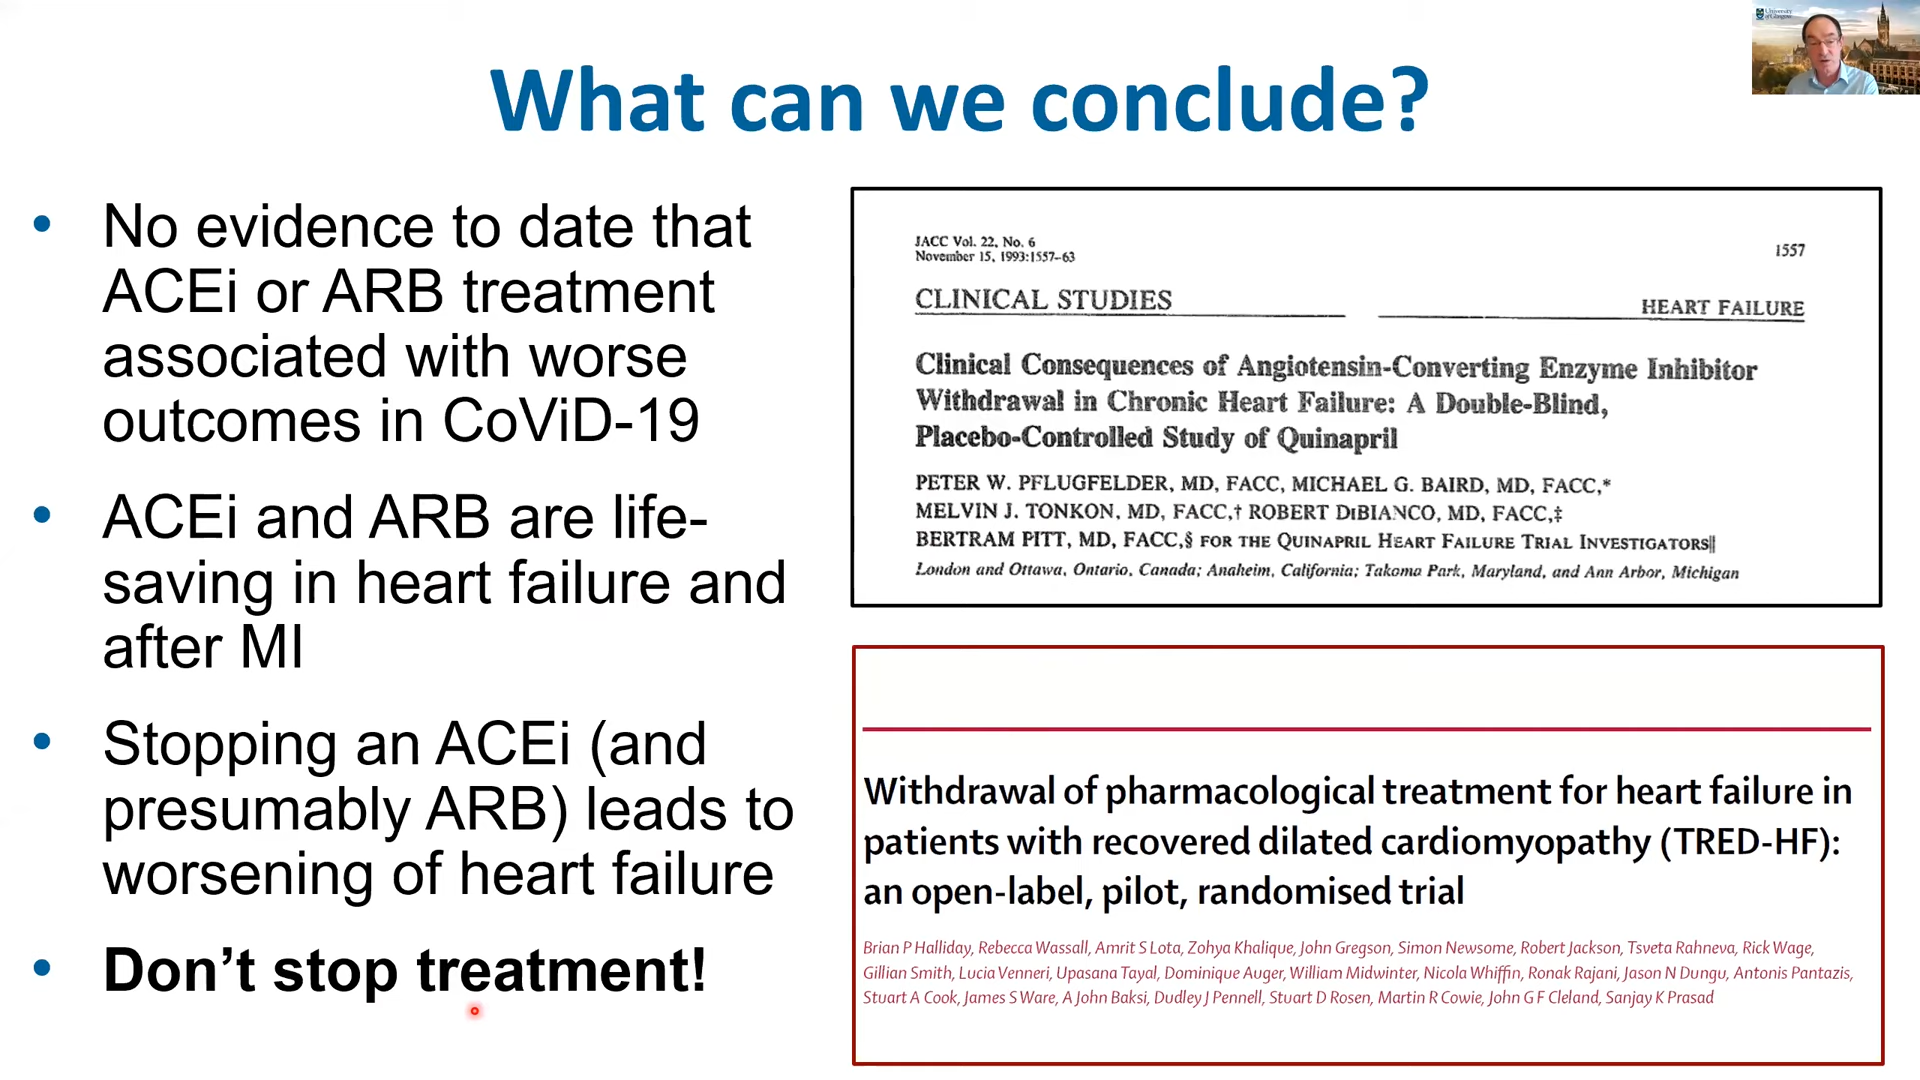 University
of Glasgow
What can we conclude?
• No evidence to date that
ACEi or ARB treatment
associated with worse
outcomes in CoViD-19
• ACEi and ARB are life-
saving in heart failure and
after MI
• Stopping an ACEi (and
presumably ARB) leads to
worsening of heart failure
• Don’t stop treatment!
JACC Vol. 22, No. 6
November 15, 1993:1557–63
1557
CLINICAL STUDIES
HEART FAILURE
Clinical Consequences of Angiotensin-Converting Enzyme Inhibitor
Withdrawal in Chronic Heart Failure: A Double-Blind,
Placebo-Controlled Study of Quinapril
PETER W. PFLUGFELDER, MD, FACC, MICHAEL G. BAIRD, MD, FACC,*
MELVIN J. TONKON, MD, FACC,† ROBERT DiBIANCO, MD, FACC,‡
BERTRAM PITT, MD, FACC,§ FOR THE QUINAPRIL HEART FAILURE TRIAL INVESTIGATORS‖
London and Ottawa, Ontario, Canada; Anaheim, California; Takoma Park, Maryland, and Ann Arbor, Michigan
Withdrawal of pharmacological treatment for heart failure in
patients with recovered dilated cardiomyopathy (TRED-HF):
an open-label, pilot, randomised trial
Brian P Halliday, Rebecca Wassall, Amrit S Lota, Zohya Khalique, John Gregson, Simon Newsome, Robert Jackson, Tsveta Rahneva, Rick Wage,
Gillian Smith, Lucia Venneri, Upasana Tayal, Dominique Auger, William Midwinter, Nicola Whiffin, Ronak Rajani, Jason N Dungu, Antonis Pantazis,
Stuart A Cook, James S Ware, A John Baksi, Dudley J Pennell, Stuart D Rosen, Martin R Cowie, John G F Cleland, Sanjay K Prasad